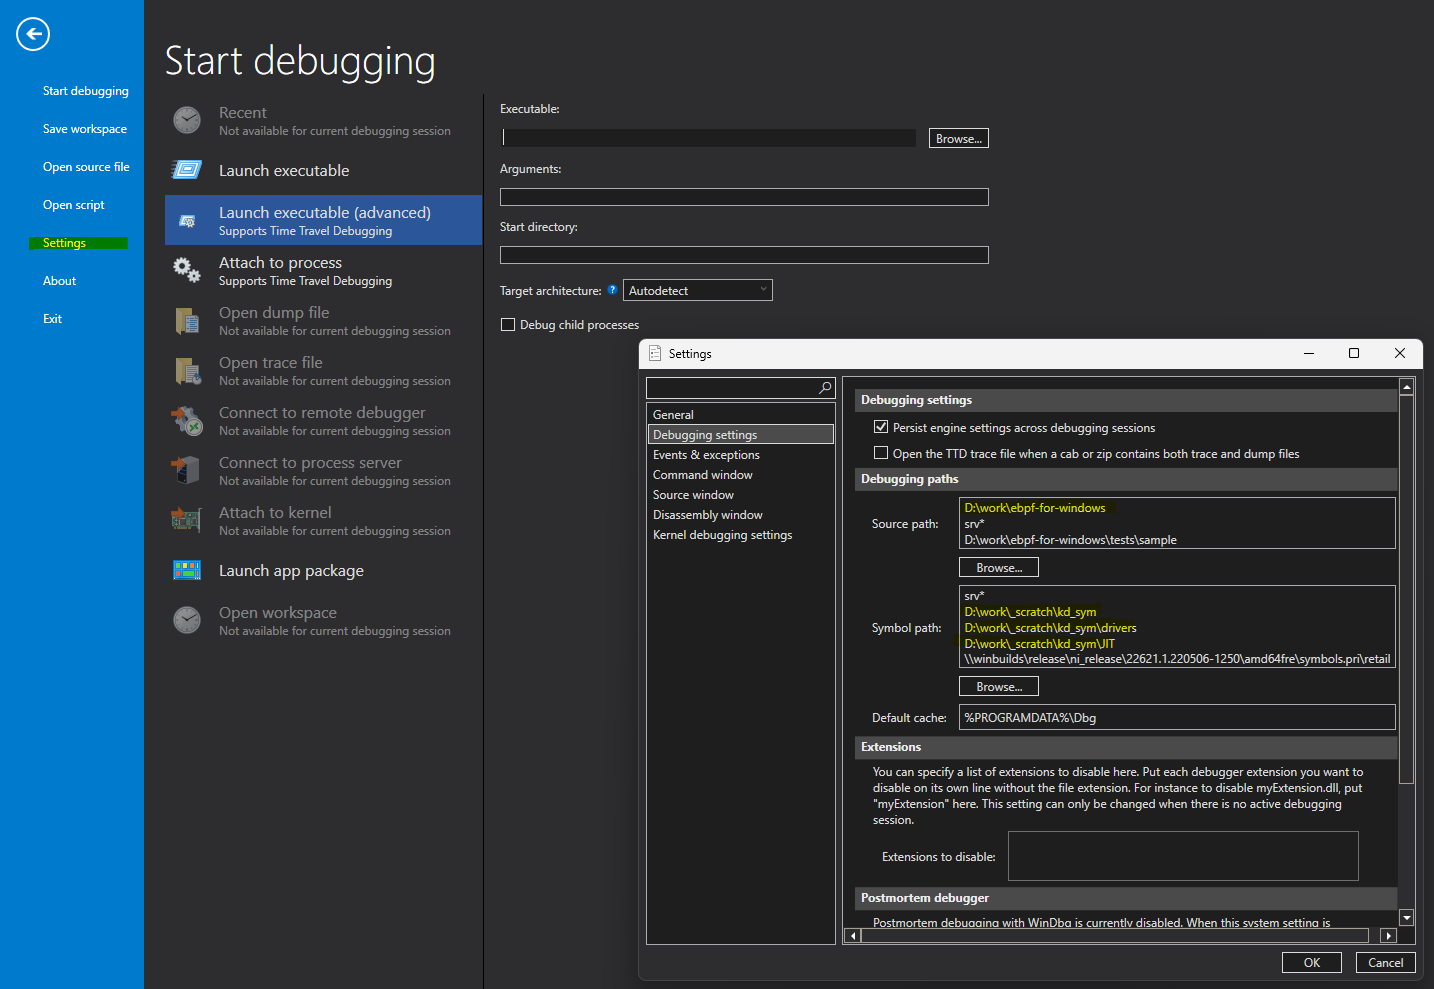 Start debugging
Save workspace
Open source file
Open script
Settings
About
Exit
Start debugging
Recent
Not available for current debugging session
Launch executable
Launch executable (advanced)
Supports Time Travel Debugging
Attach to process
Supports Time Travel Debugging
Open dump file
Not available for current debugging session
Open trace file
Not available for current debugging session
Connect to remote debugger
Not available for current debugging session
Connect to process server
Not available for current debugging session
Attach to kernel
Not available for current debugging session
Launch app package
Open workspace
Not available for current debugging session
Executable:
Browse...
Arguments:
Start directory:
Target architecture: ? Autodetect
Debug child processes
Settings
General
Debugging settings
Events & exceptions
Command window
Source window
Disassembly window
Kernel debugging settings
Debugging settings
Persist engine settings across debugging sessions
Open the TTD trace file when a cab or zip contains both trace and dump files
Debugging paths
Source path:
D:\work\ebpf-for-windows
srv*
D:\work\ebpf-for-windows\tests\sample
Browse...
Symbol path:
srv*
D:\work\_scratch\kd_sym
D:\work\_scratch\kd_sym\drivers
D:\work\_scratch\kd_sym\JIT
\\winbuilds\release\ni_release\22621.1.220506-1250\amd64fre\symbols.pri\retail
Browse...
Default cache: %PROGRAMDATA%\Dbg
Extensions
You can specify a list of extensions to disable here. Put each debugger extension you want to
disable on its own line without the file extension. For instance to disable myExtension.dll, put
"myExtension" here. This setting can only be changed when there is no active debugging
session.
Extensions to disable:
Postmortem debugger
Postmortem debugging with WinDbg is currently disabled. When this system setting is
OK
Cancel